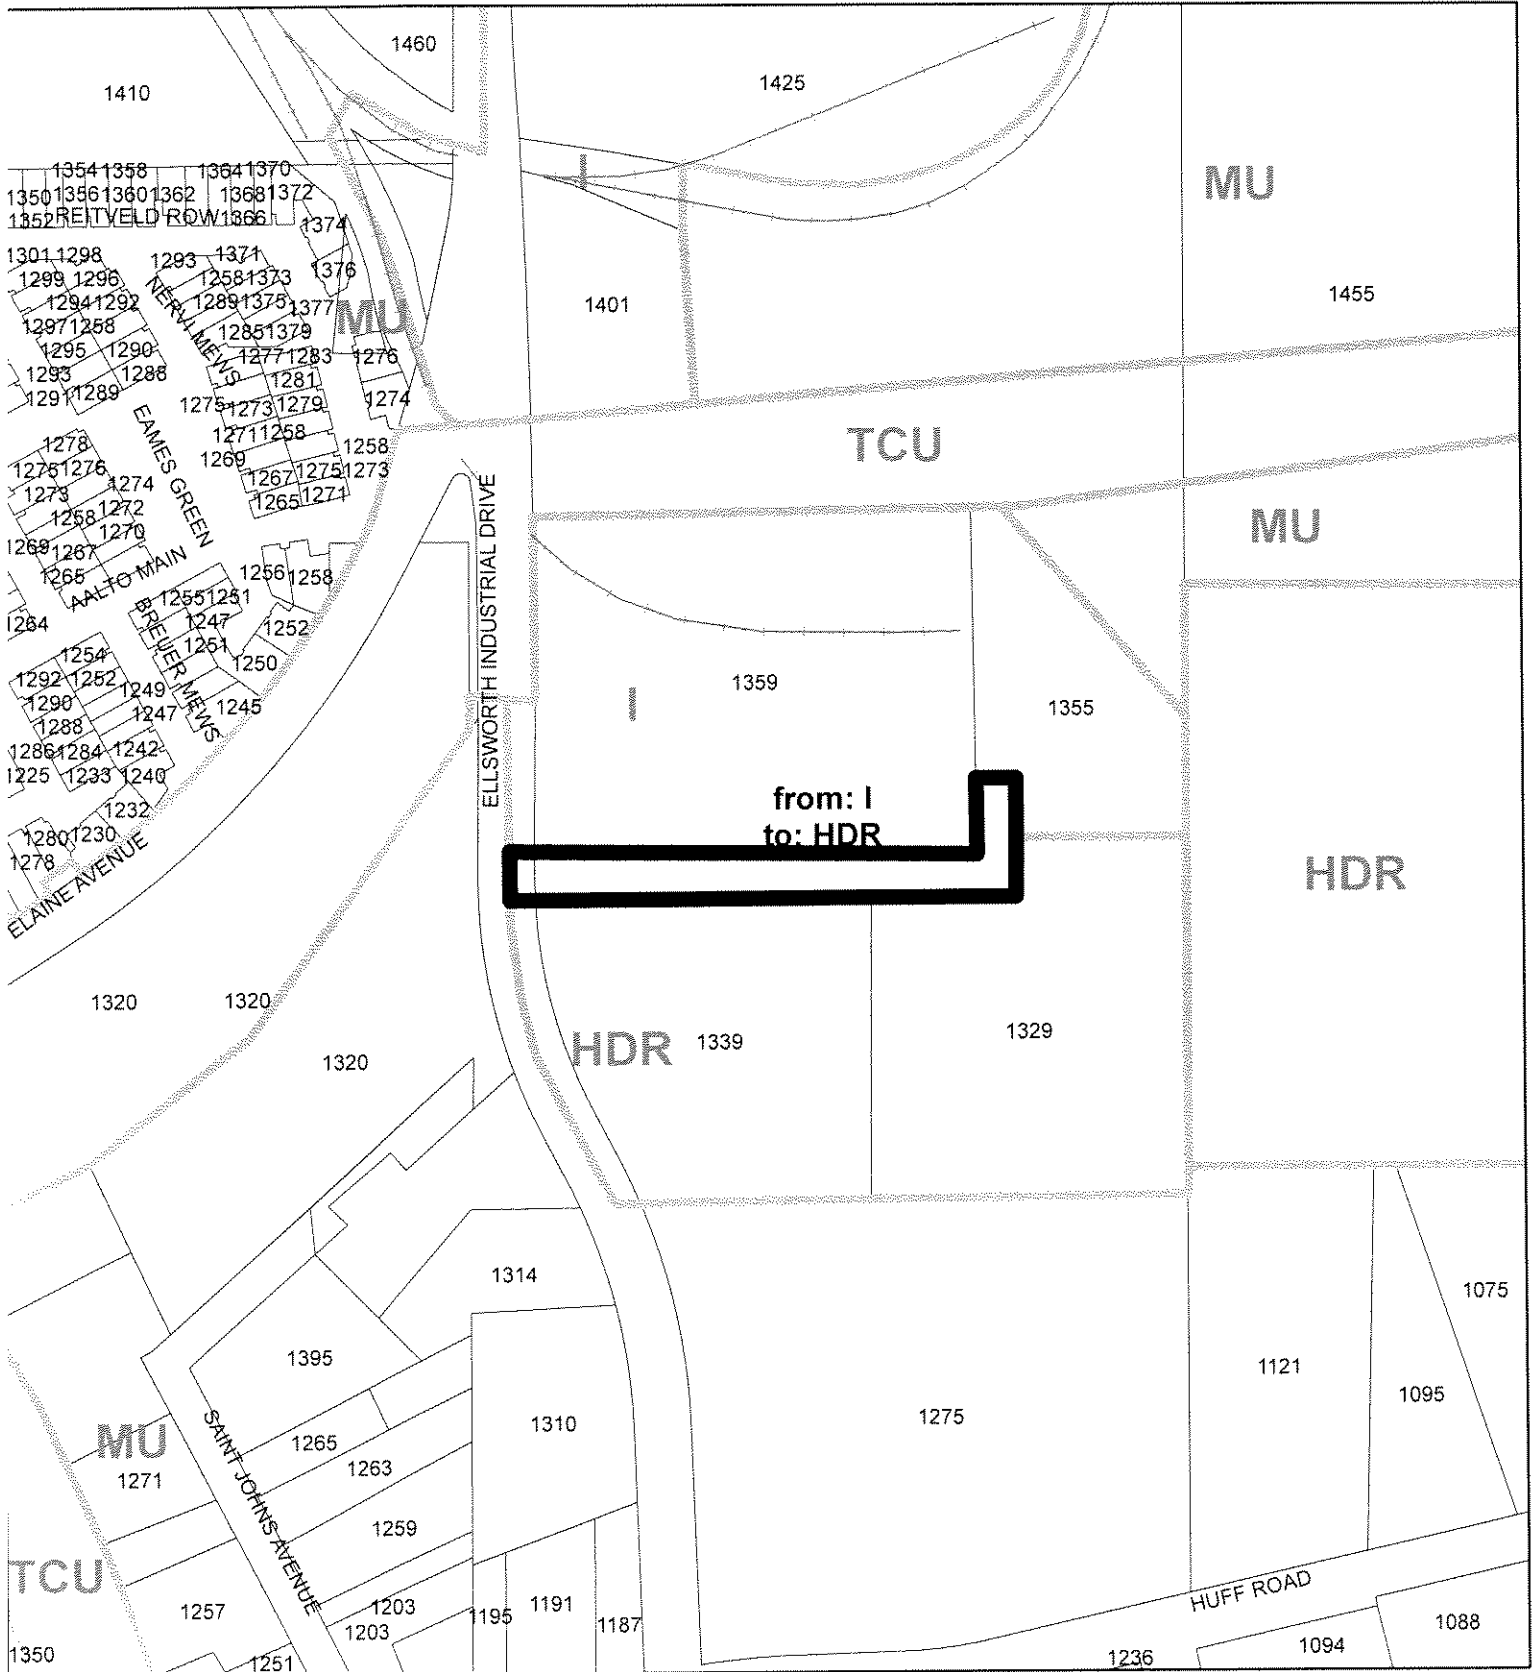 1460
1410
1425
1354 1358 1364 1370
1350 1356 1360 1362 1368 1372
1352 REITVELD ROW 1366
1374
I
MU
1301 1298 1293 1371
1299 1296 1258 1373 1376
1294 1292 1289 1375 1377
NERVI MEWS
MU
1401
1455
1297 1258 1285 1379
1295 1290 1277 1283 1276
1293 1288 1281
1291 1289 1275 1273 1279 1274
EAMES GREEN
1278 1271 1258 1258
TCU
1275 1276 1269 1275 1273
1273 1274 1267 1271
1258 1272 1265
1270
1269 1267
1265 AALTO MAIN
ELLSWORTH INDUSTRIAL DRIVE
MU
1256 1258
1255 1251
1264 1247 1252
BREUER MEWS
1254 1251 1250
1292 1252 1249
1290 1247 1245
1288
1286 1284 1242
1225 1233 1240
1359
I
1355
1232
1280 1230
1278
ELAINE AVENUE
from: I
to: HDR
HDR
1320 1320
1320
HDR
1339
1329
1314
1075
1395
1121
1095
1310
1275
MU
1265
1271
SAINT JOHNS AVENUE
1263
1259
TCU
1257
1203
1203
1195 1191 1187
HUFF ROAD
1350
1251
1236
1094
1088